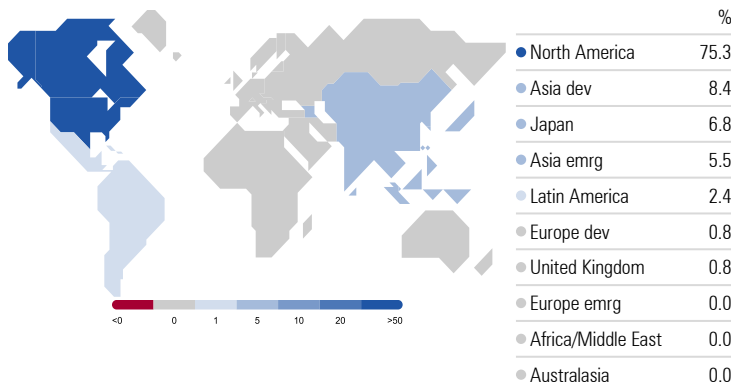 %
North America 75.3
Asia dev 8.4
Japan 6.8
Asia emrg 5.5
Latin America 2.4
Europe dev 0.8
United Kingdom 0.8
Europe emrg 0.0
Africa/Middle East 0.0
Australasia 0.0
<0 0 1 5 10 20 >50